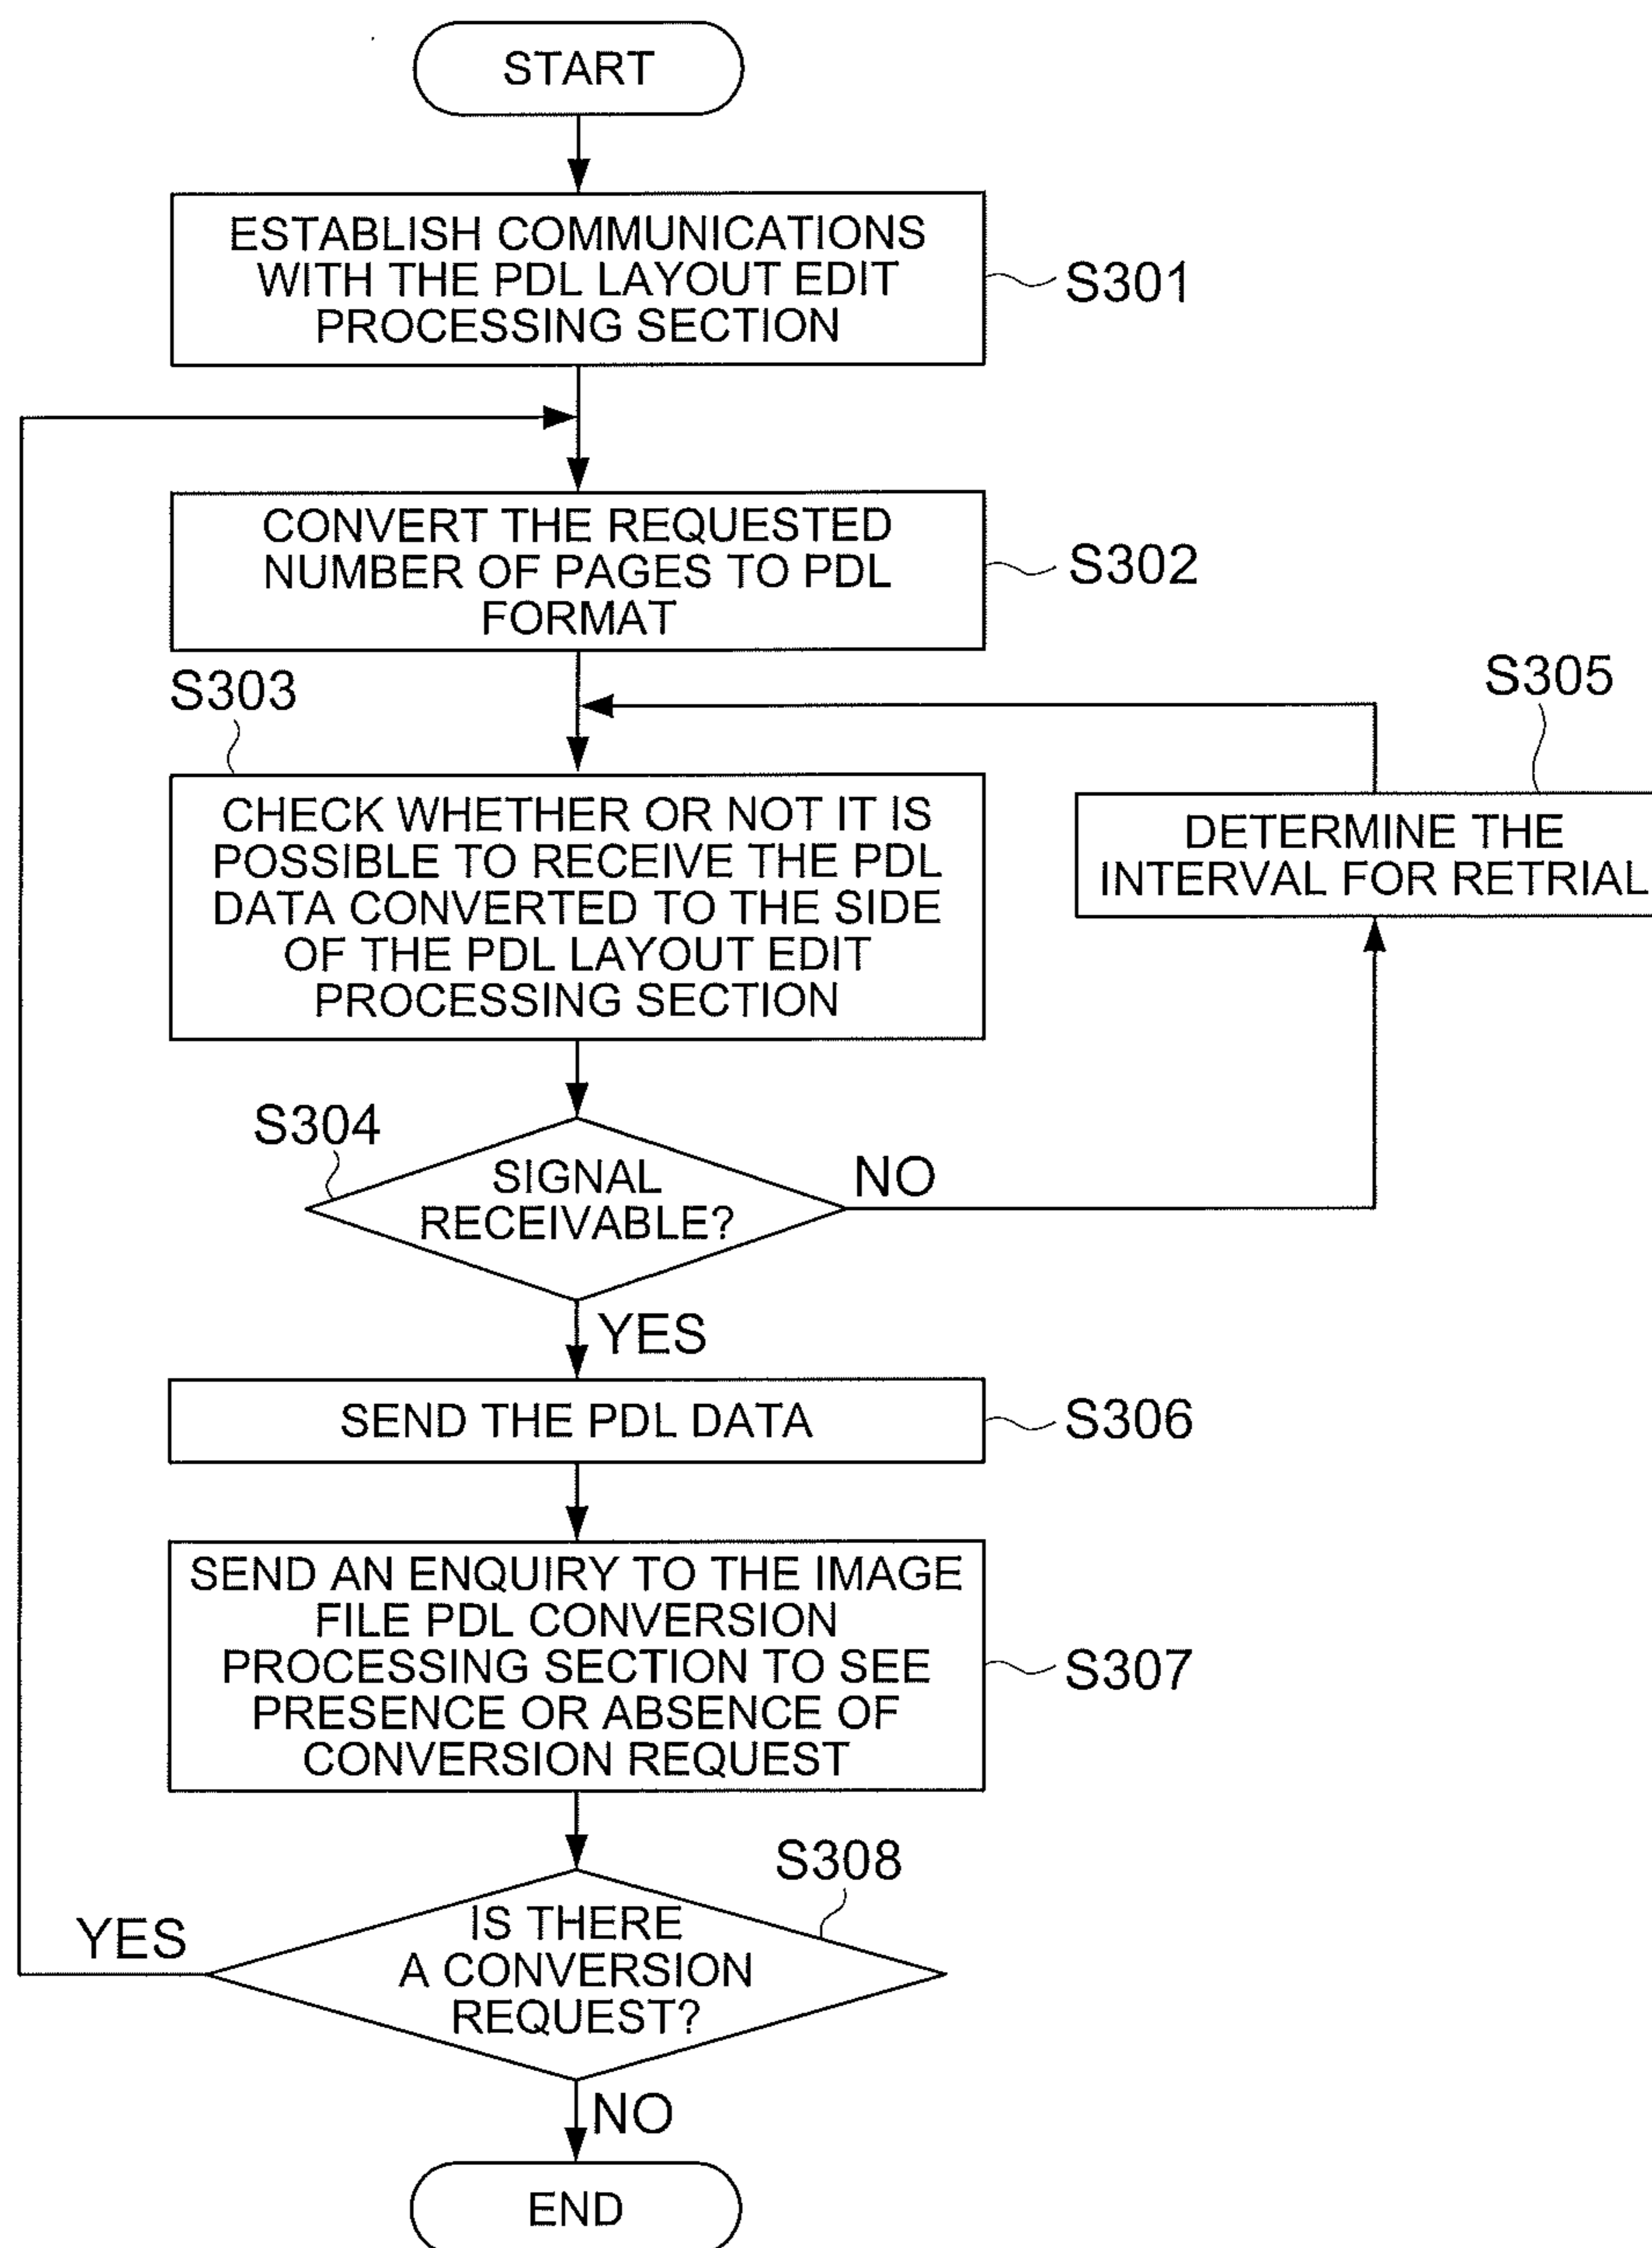 START
ESTABLISH COMMUNICATIONS
WITH THE PDL LAYOUT EDIT
PROCESSING SECTION
S301
CONVERT THE REQUESTED
NUMBER OF PAGES TO PDL
FORMAT
S302
S303
S305
CHECK WHETHER OR NOT IT IS
POSSIBLE TO RECEIVE THE PDL
DATA CONVERTED TO THE SIDE
OF THE PDL LAYOUT EDIT
PROCESSING SECTION
DETERMINE THE
INTERVAL FOR RETRIAL
S304
SIGNAL
RECEIVABLE?
NO
YES
SEND THE PDL DATA
S306
SEND AN ENQUIRY TO THE IMAGE
FILE PDL CONVERSION
PROCESSING SECTION TO SEE
PRESENCE OR ABSENCE OF
CONVERSION REQUEST
S307
S308
IS THERE
A CONVERSION
REQUEST?
YES
NO
END